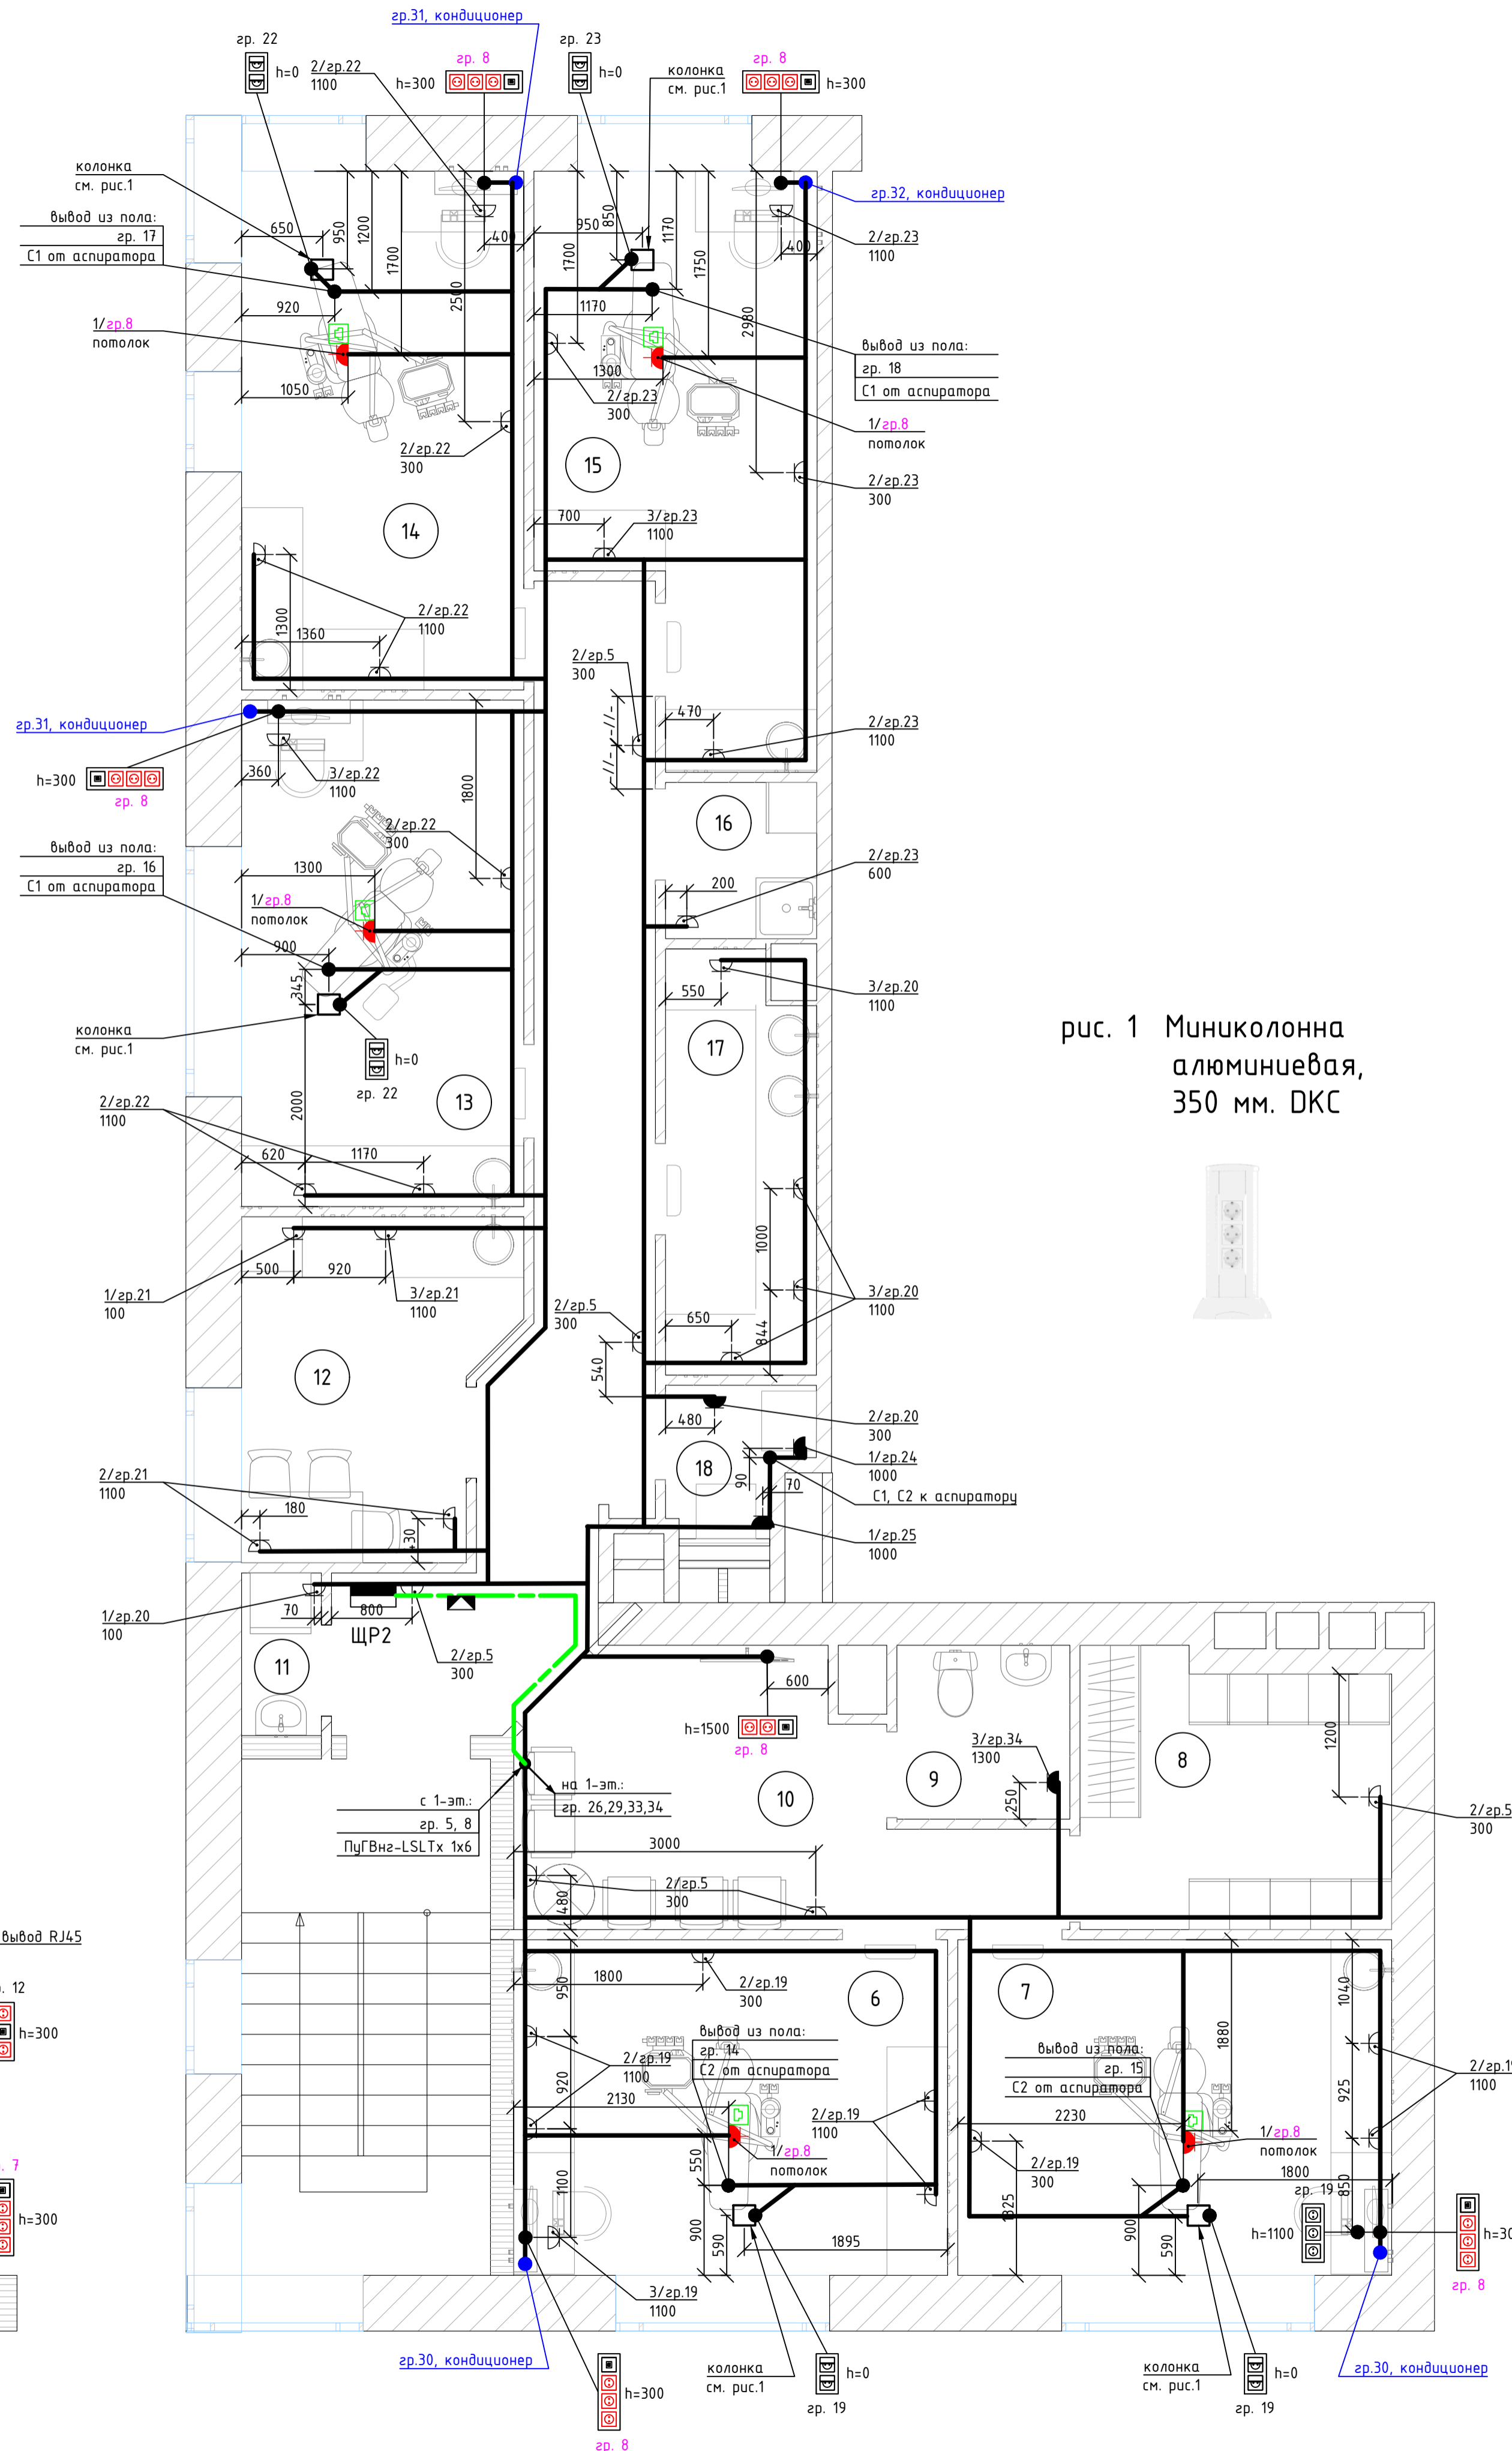 гр.31, кондиционер
гр. 22
h=0
2/гр.22
1100
гр. 8
h=300
гр. 23
h=0
колонка
см. рис.1
гр. 8
h=300
колонка
см. рис.1
вывод из пола:
гр. 17
С1 от аспиратора
650
950
1200
1700
2500
400
920
1/гр.8
потолок
1050
2/гр.22
300
14
1300
1360
2/гр.22
1100
950
850
1700
1170
1170
1750
2980
400
1300
2/гр.23
300
15
700
3/гр.23
1100
гр.32, кондиционер
2/гр.23
1100
вывод из пола:
гр. 18
С1 от аспиратора
1/гр.8
потолок
2/гр.23
300
2/гр.5
300
-//-
-//-
470
2/гр.23
1100
гр.31, кондиционер
h=300
гр. 8
360
3/гр.22
1100
1800
2/гр.22
300
вывод из пола:
гр. 16
С1 от аспиратора
1300
1/гр.8
потолок
900
345
колонка
см. рис.1
h=0
гр. 22
2000
13
2/гр.22
1100
620
1170
16
200
2/гр.23
600
3/гр.20
1100
550
17
1000
844
650
3/гр.20
1100
рис. 1 Миниколонна
алюминиевая,
350 мм. DKC
500
920
1/гр.21
100
3/гр.21
1100
12
2/гр.5
300
540
480
2/гр.20
300
18
90
70
1/гр.24
1000
С1, С2 к аспиратору
1/гр.25
1000
2/гр.21
1100
180
1/гр.20
100
70
800
ЩР2
2/гр.5
300
11
600
h=1500
гр. 8
с 1-эт.:
гр. 5, 8
ПуГВнг-LSLTx 1x6
на 1-эт.:
гр. 26,29,33,34
10
3/гр.34
1300
250
9
8
1200
2/гр.5
300
3000
2/гр.5
300
480
вывод RJ45
12
h=300
7
h=300
950
1800
2/гр.19
300
6
вывод из пола:
гр. 14
С2 от аспиратора
2/гр.19
1100
920
2130
1/гр.8
потолок
2/гр.19
1100
550
1100
900
590
1895
3/гр.19
1100
7
вывод из пола:
гр. 15
С2 от аспиратора
1880
1040
2/гр.19
1100
925
2230
1/гр.8
потолок
2/гр.19
300
1800
гр. 19
h=1100
850
900
590
гр. 8
гр.30, кондиционер
h=300
гр. 8
колонка
см. рис.1
h=0
гр. 19
колонка
см. рис.1
h=0
гр. 19
гр.30, кондиционер